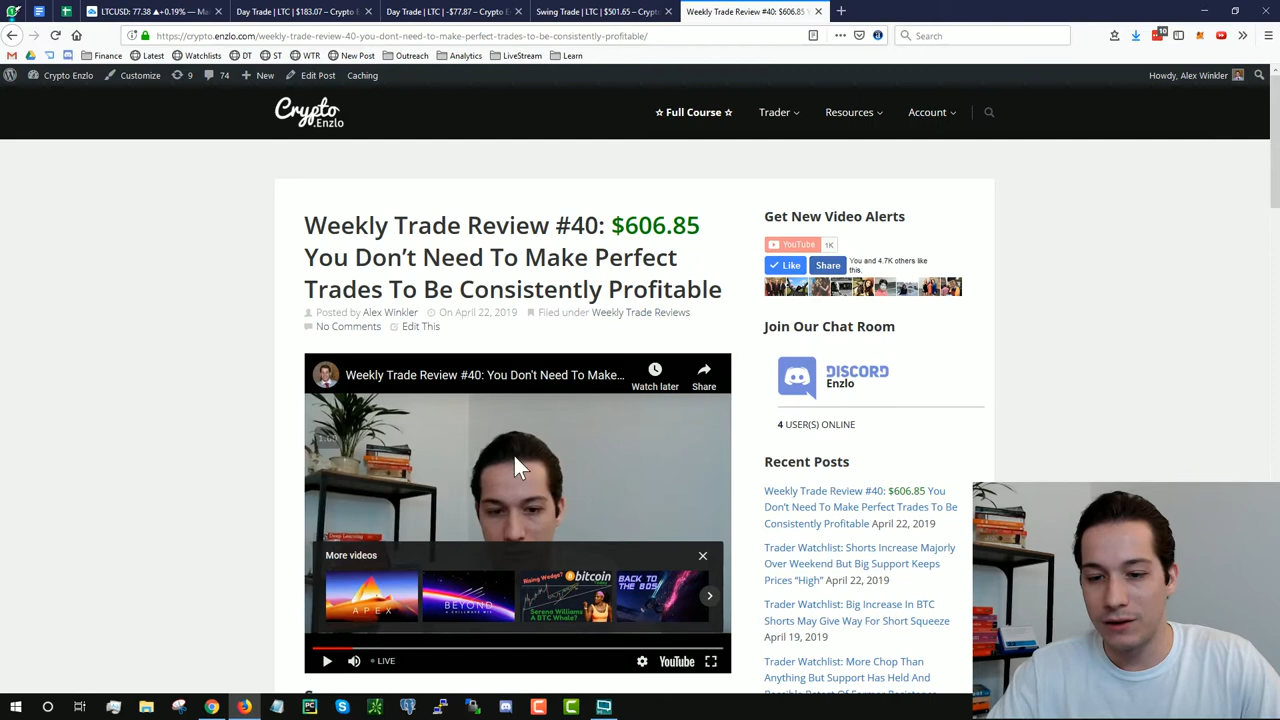 LTCUSD: 77.38 ▲+0.19% — Ma
Day Trade | LTC | $183.07 – Crypto E
Day Trade | LTC | -$77.87 – Crypto E
Swing Trade | LTC | $501.65 – Crypto
Weekly Trade Review #40: $606.85 Y
https://crypto.enzlo.com/weekly-trade-review-40-you-dont-need-to-make-perfect-trades-to-be-consistently-profitable/
Search
10
Finance Latest Watchlists DT ST WTR New Post Outreach Analytics LiveStream Learn
Crypto Enzlo Customize 9 74 New Edit Post Caching
Howdy, Alex Winkler
Crypto
.Enzlo
☆ Full Course ☆ Trader Resources Account
Weekly Trade Review #40: $606.85
You Don’t Need To Make Perfect
Trades To Be Consistently Profitable
Posted by Alex Winkler On April 22, 2019 Filed under Weekly Trade Reviews
No Comments Edit This
Weekly Trade Review #40: You Don't Need To Make...
Watch later
Share
More videos
APEX
BEYOND
Rising Wedge? Bitcoin
Serena Williams
A BTC Whale?
BACK TO
THE 80S
LIVE
YouTube
Get New Video Alerts
YouTube 1K
Like Share You and 4.7K others like
this.
Join Our Chat Room
DISCORD
Enzlo
4 USER(S) ONLINE
Recent Posts
Weekly Trade Review #40: $606.85 You
Don’t Need To Make Perfect Trades To Be
Consistently Profitable April 22, 2019
Trader Watchlist: Shorts Increase Majorly
Over Weekend But Big Support Keeps
Prices “High” April 22, 2019
Trader Watchlist: Big Increase In BTC
Shorts May Give Way For Short Squeeze
April 19, 2019
Trader Watchlist: More Chop Than
Anything But Support Has Held And